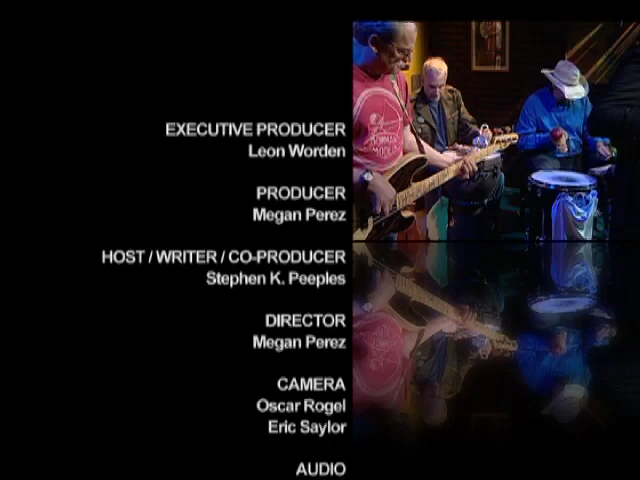 EXECUTIVE PRODUCER
Leon Worden
PRODUCER
Megan Perez
HOST / WRITER / CO-PRODUCER
Stephen K. Peeples
DIRECTOR
Megan Perez
CAMERA
Oscar Rogel
Eric Saylor
AUDIO